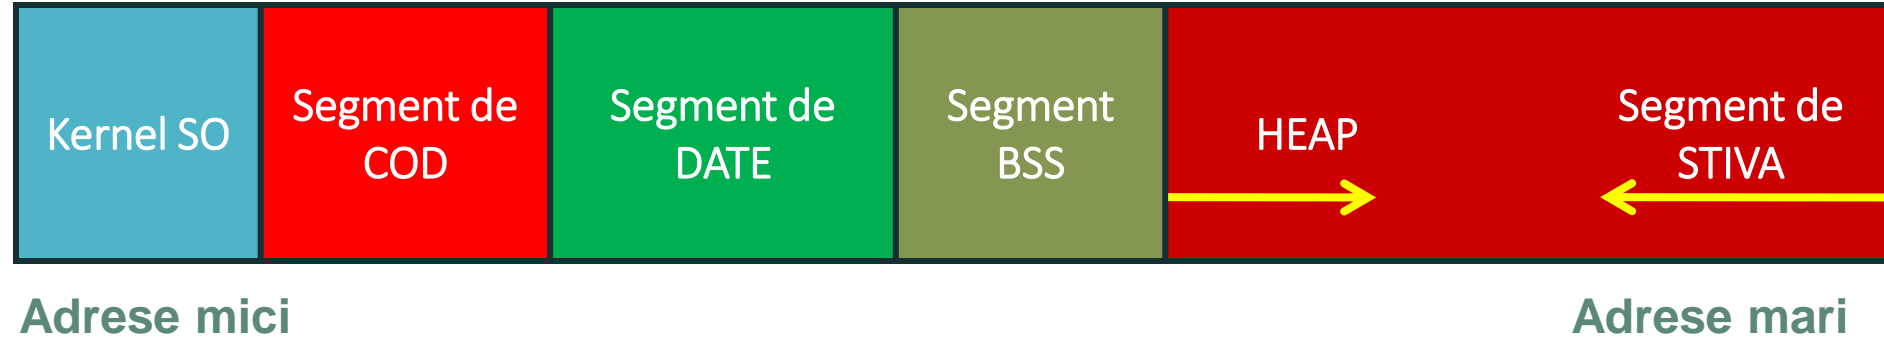 Kernel SO
Segment de
COD
Segment de
DATE
Segment
BSS
HEAP
Segment de
STIVA
Adrese mici
Adrese mari